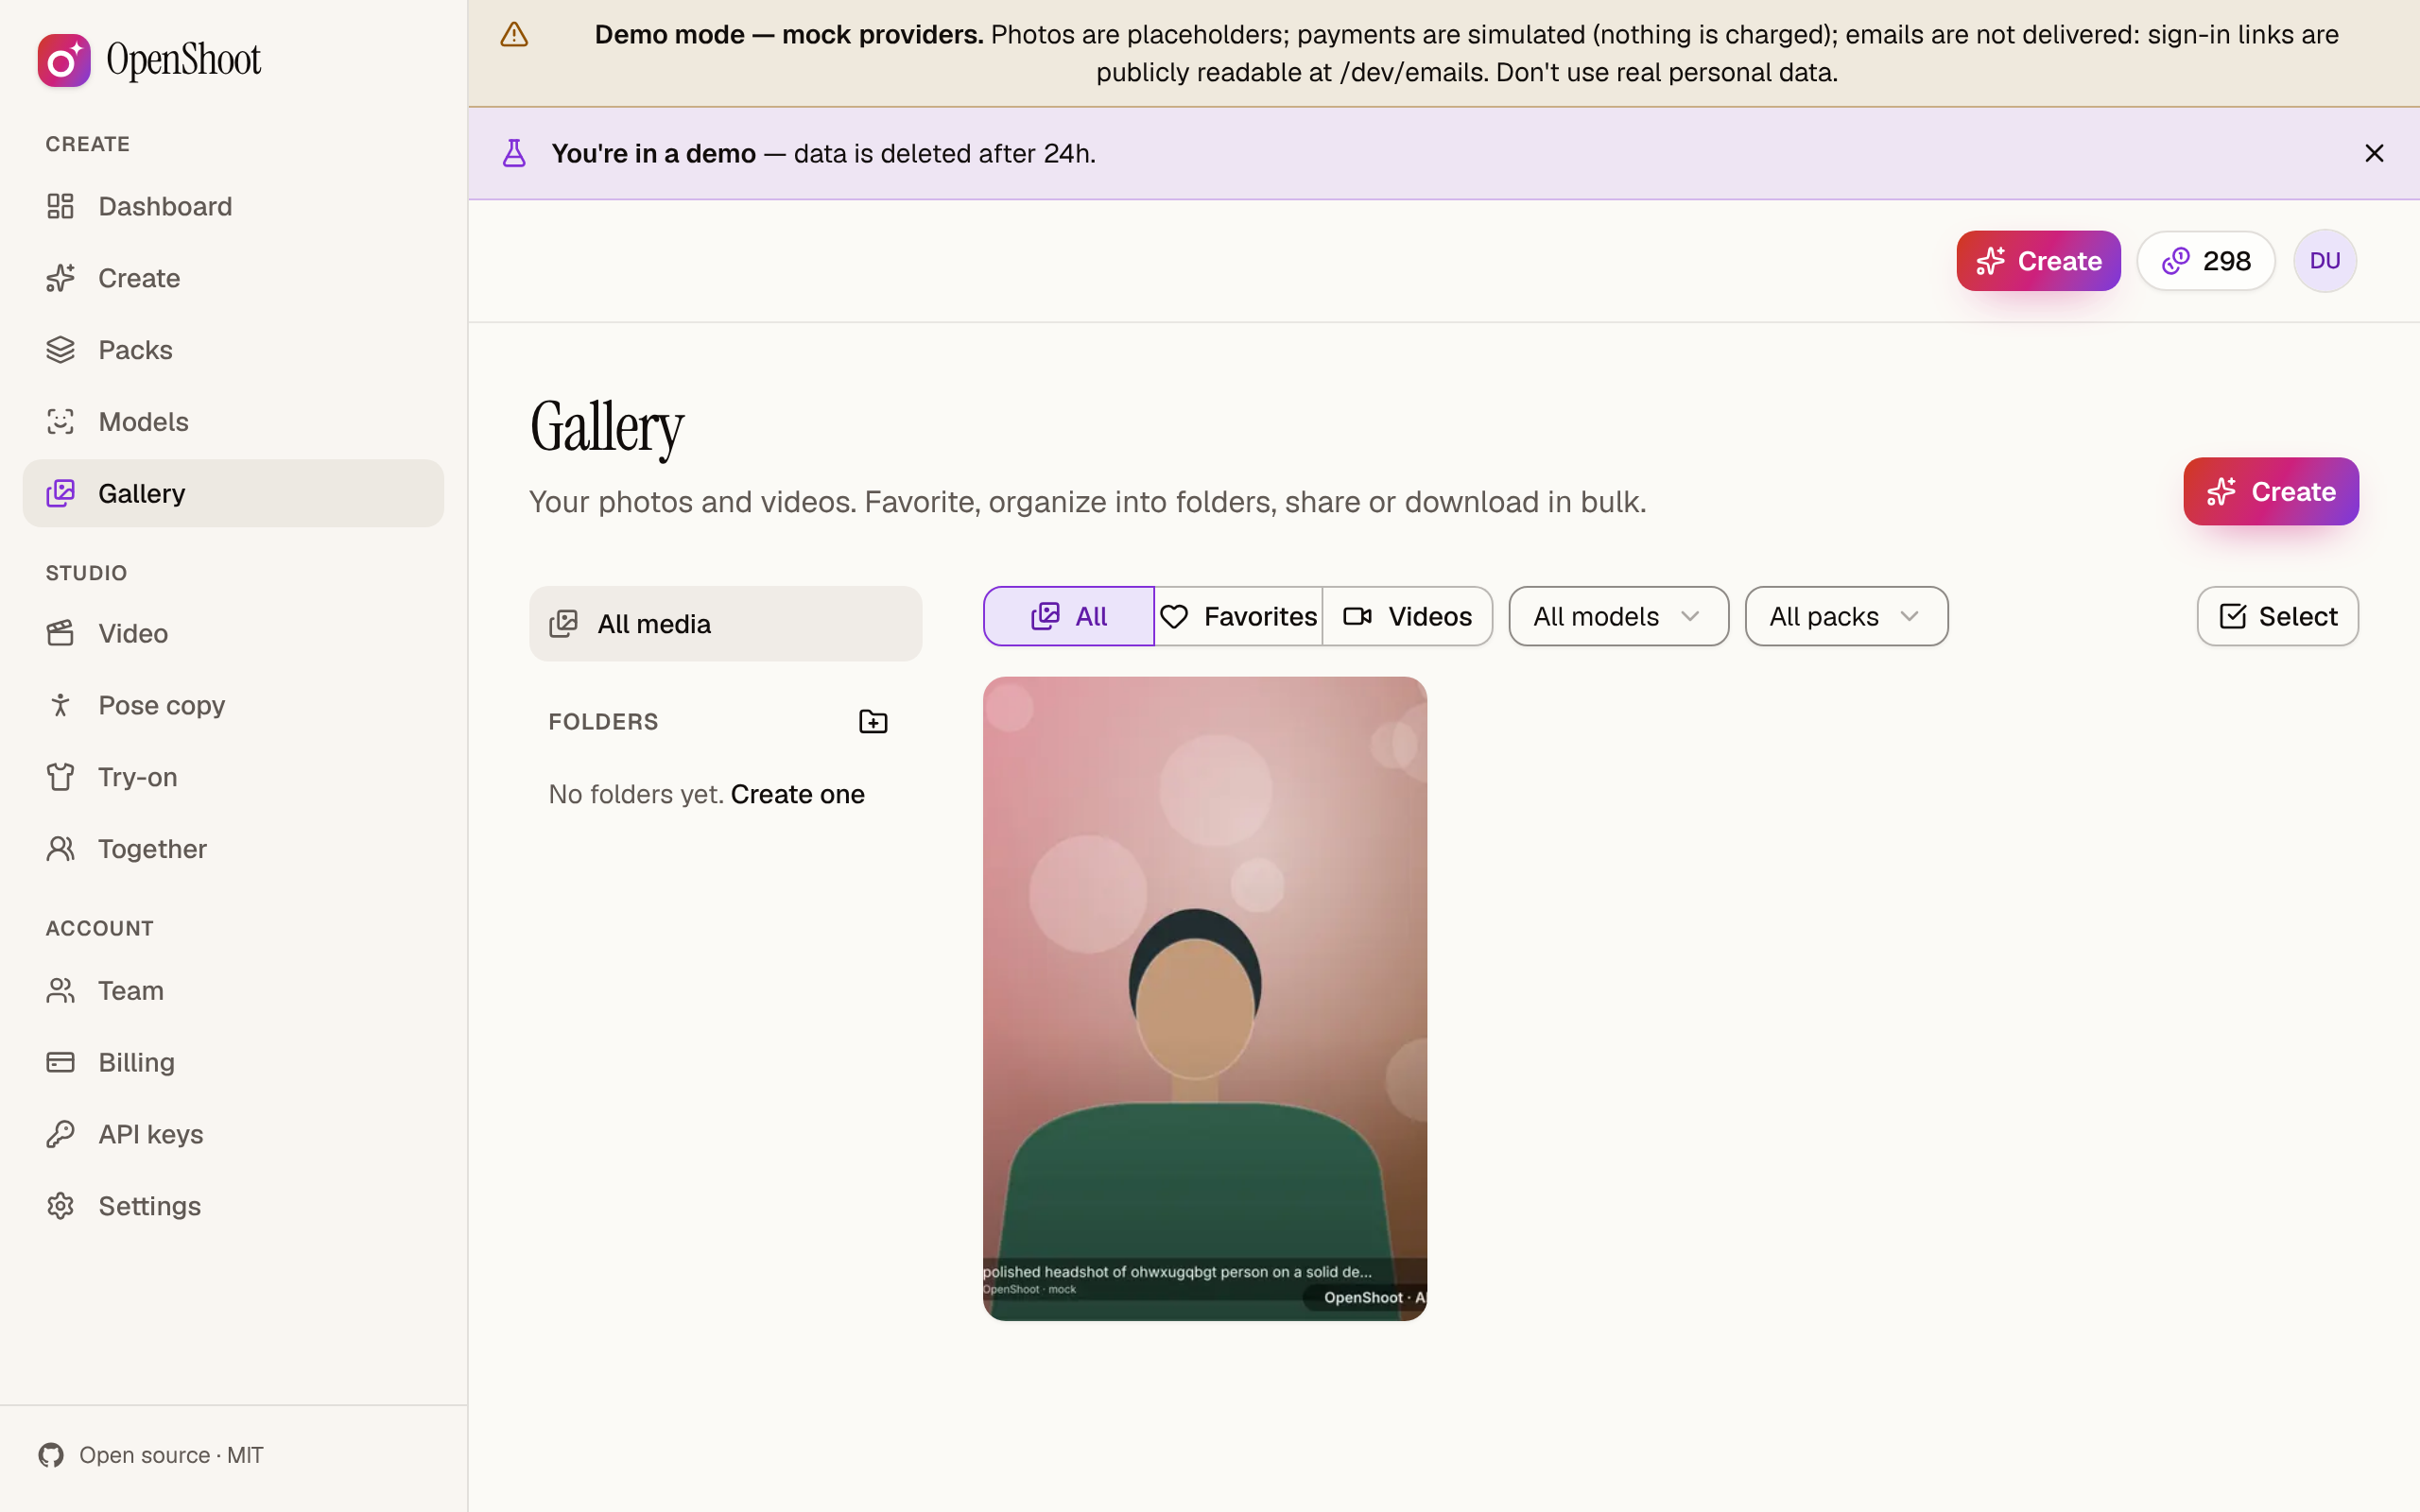 OpenShoot
CREATE
Dashboard
Create
Packs
Models
Gallery
STUDIO
Video
Pose copy
Try-on
Together
ACCOUNT
Team
Billing
API keys
Settings
Open source · MIT
Demo mode — mock providers. Photos are placeholders; payments are simulated (nothing is charged); emails are not delivered: sign-in links are
publicly readable at /dev/emails. Don't use real personal data.
You're in a demo — data is deleted after 24h.
Create
298
DU
Gallery
Your photos and videos. Favorite, organize into folders, share or download in bulk.
Create
All media
FOLDERS
No folders yet. Create one
All
Favorites
Videos
All models
All packs
Select
polished headshot of ohwxugqbgt person on a solid de...
OpenShoot · mock
OpenShoot ·